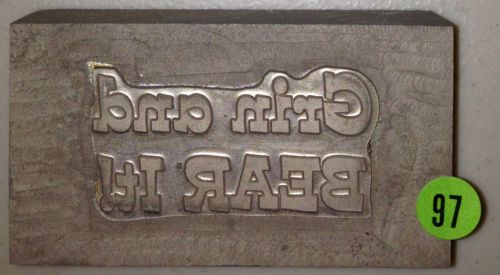 Grin and
BEAR It!
97